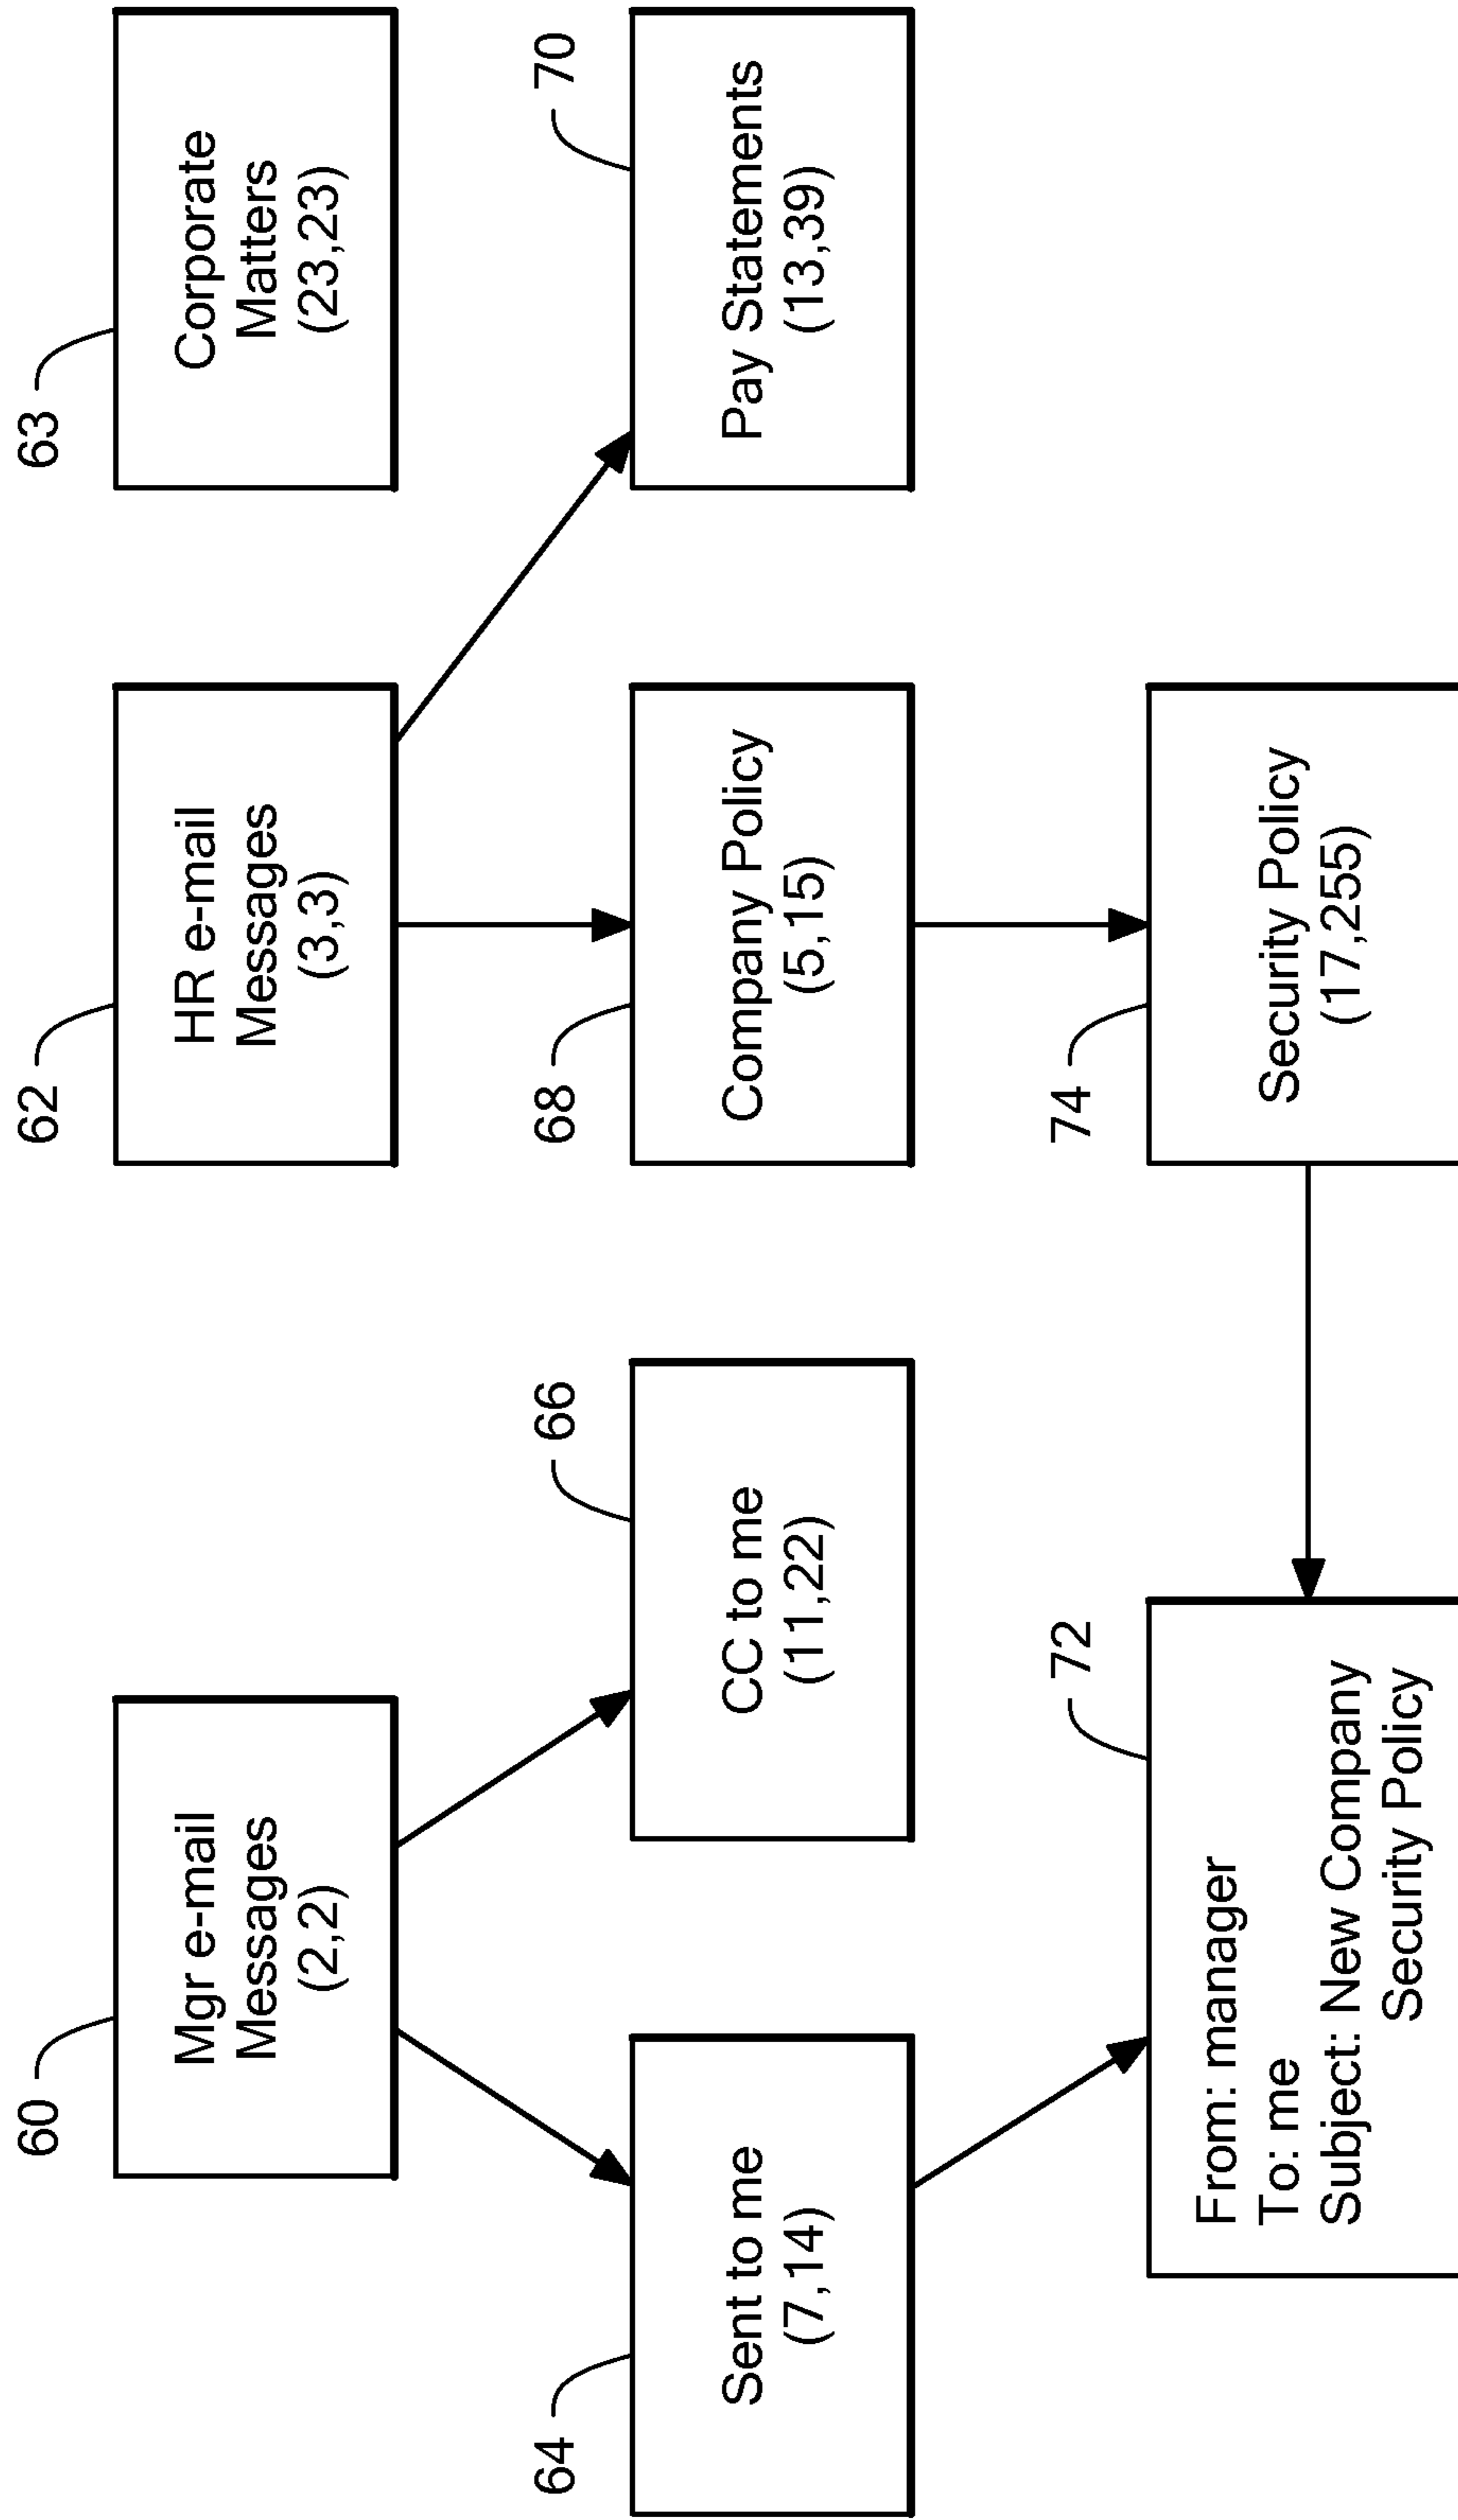 60
Mgr e-mail
Messages
(2,2)
62
HR e-mail
Messages
(3,3)
63
Corporate
Matters
(23,23)
64
Sent to me
(7,14)
66
CC to me
(11,22)
68
Company Policy
(5,15)
70
Pay Statements
(13,39)
72
From: manager
To: me
Subject: New Company
Security Policy
74
Security Policy
(17,255)